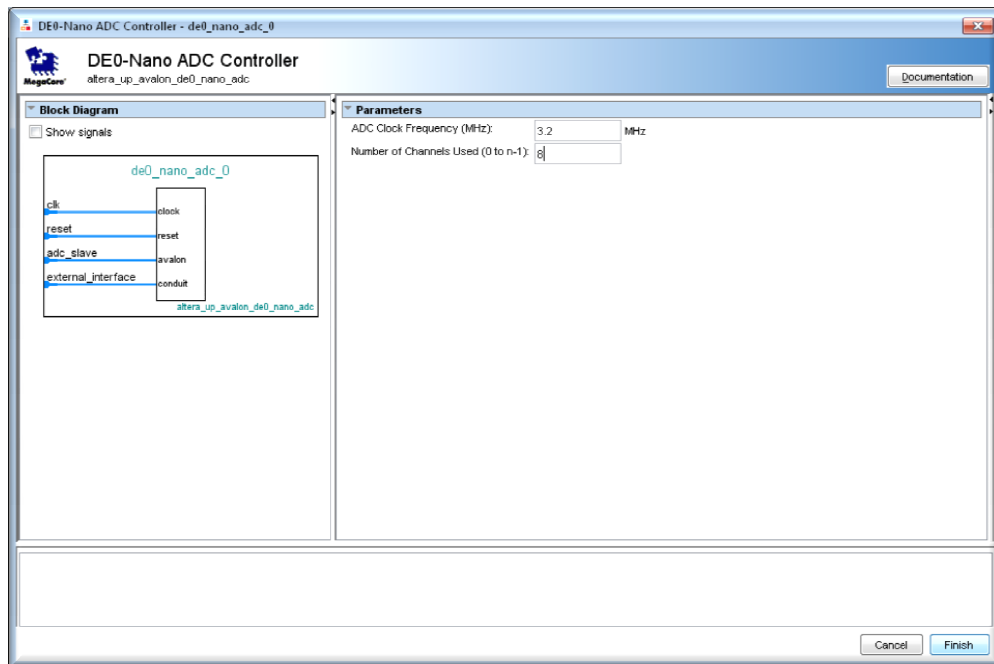 DE0-Nano ADC Controller - de0_nano_adc_0
DE0-Nano ADC Controller
altera_up_avalon_de0_nano_adc
MegaCore'
Documentation
Block Diagram
Show signals
de0_nano_adc_0
clk
clock
reset
reset
adc_slave
avalon
external_interface
conduit
altera_up_avalon_de0_nano_adc
Parameters
ADC Clock Frequency (MHz): 3.2 MHz
Number of Channels Used (0 to n-1): 8
Cancel Finish